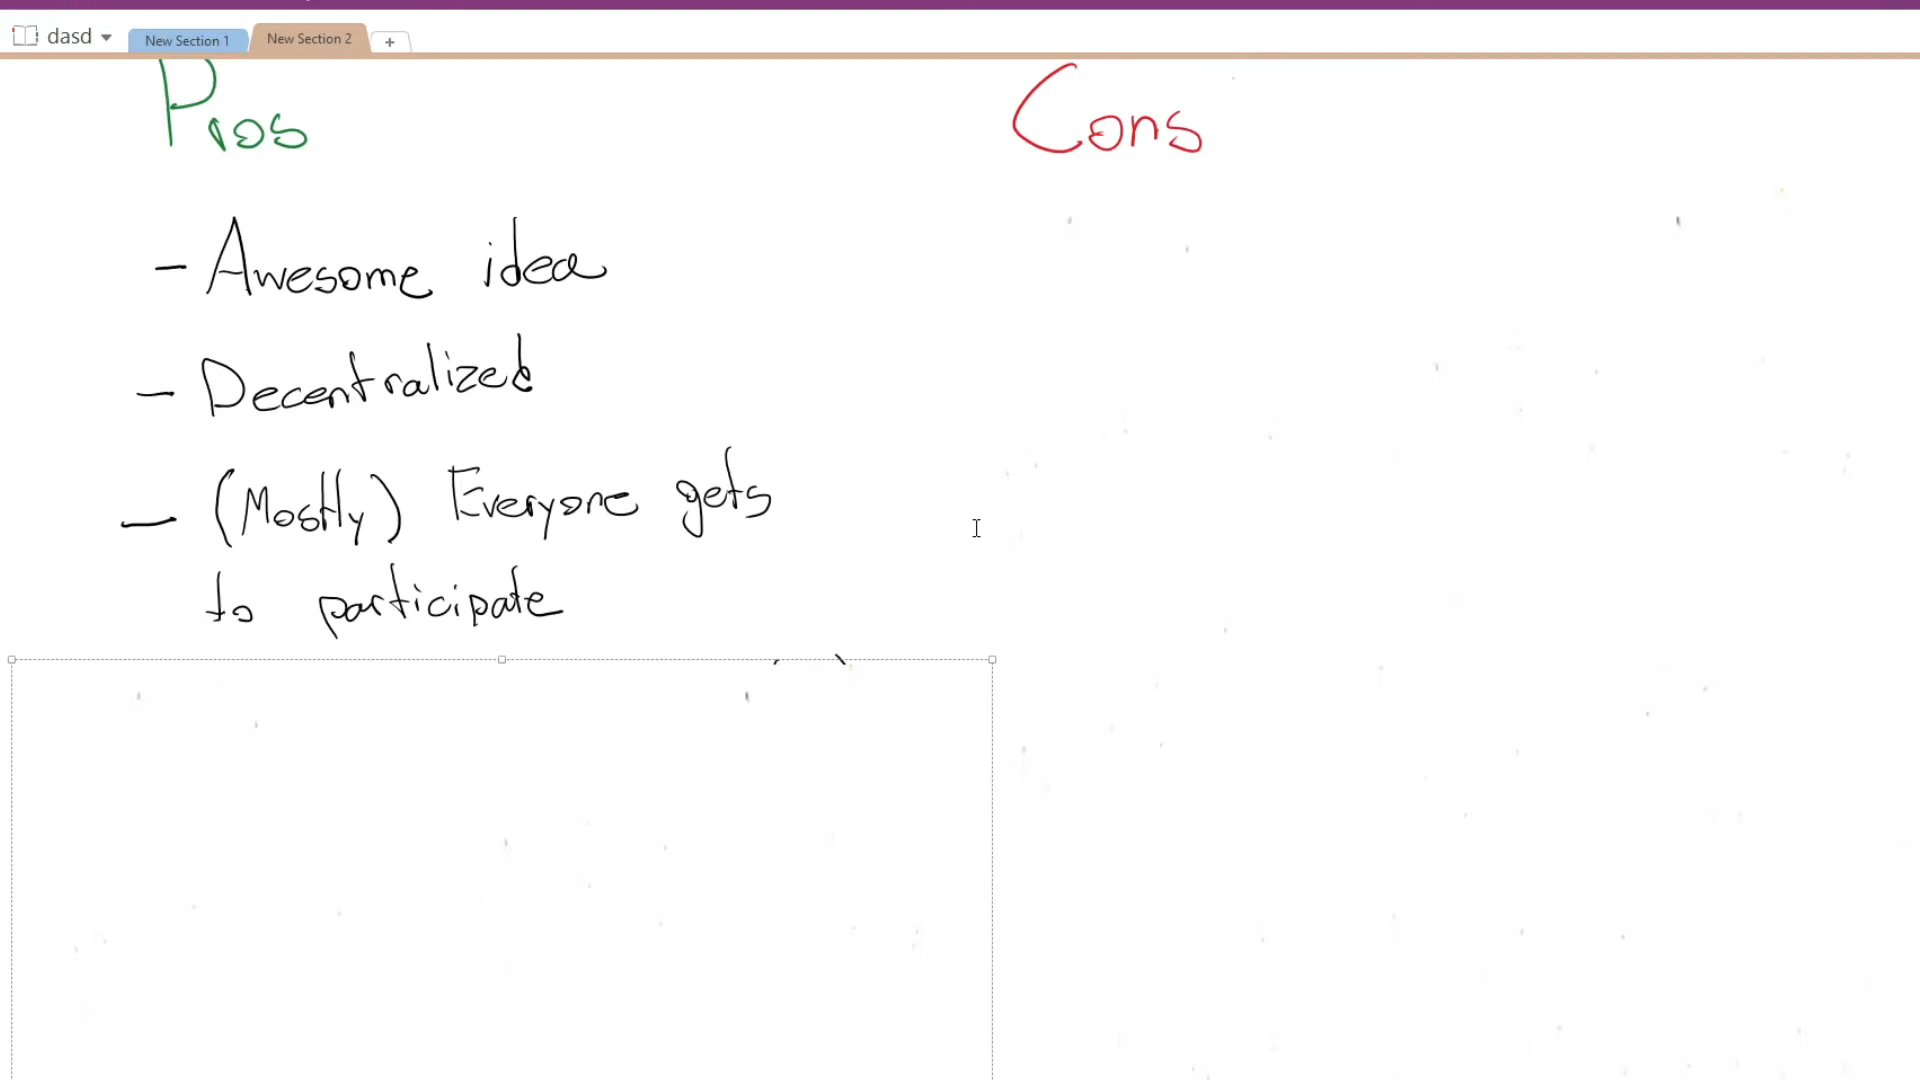 dasd
New Section 1
New Section 2
+
Pros
Cons
- Awesome idea
- Decentralized
- (Mostly) Everyone gets
to participate